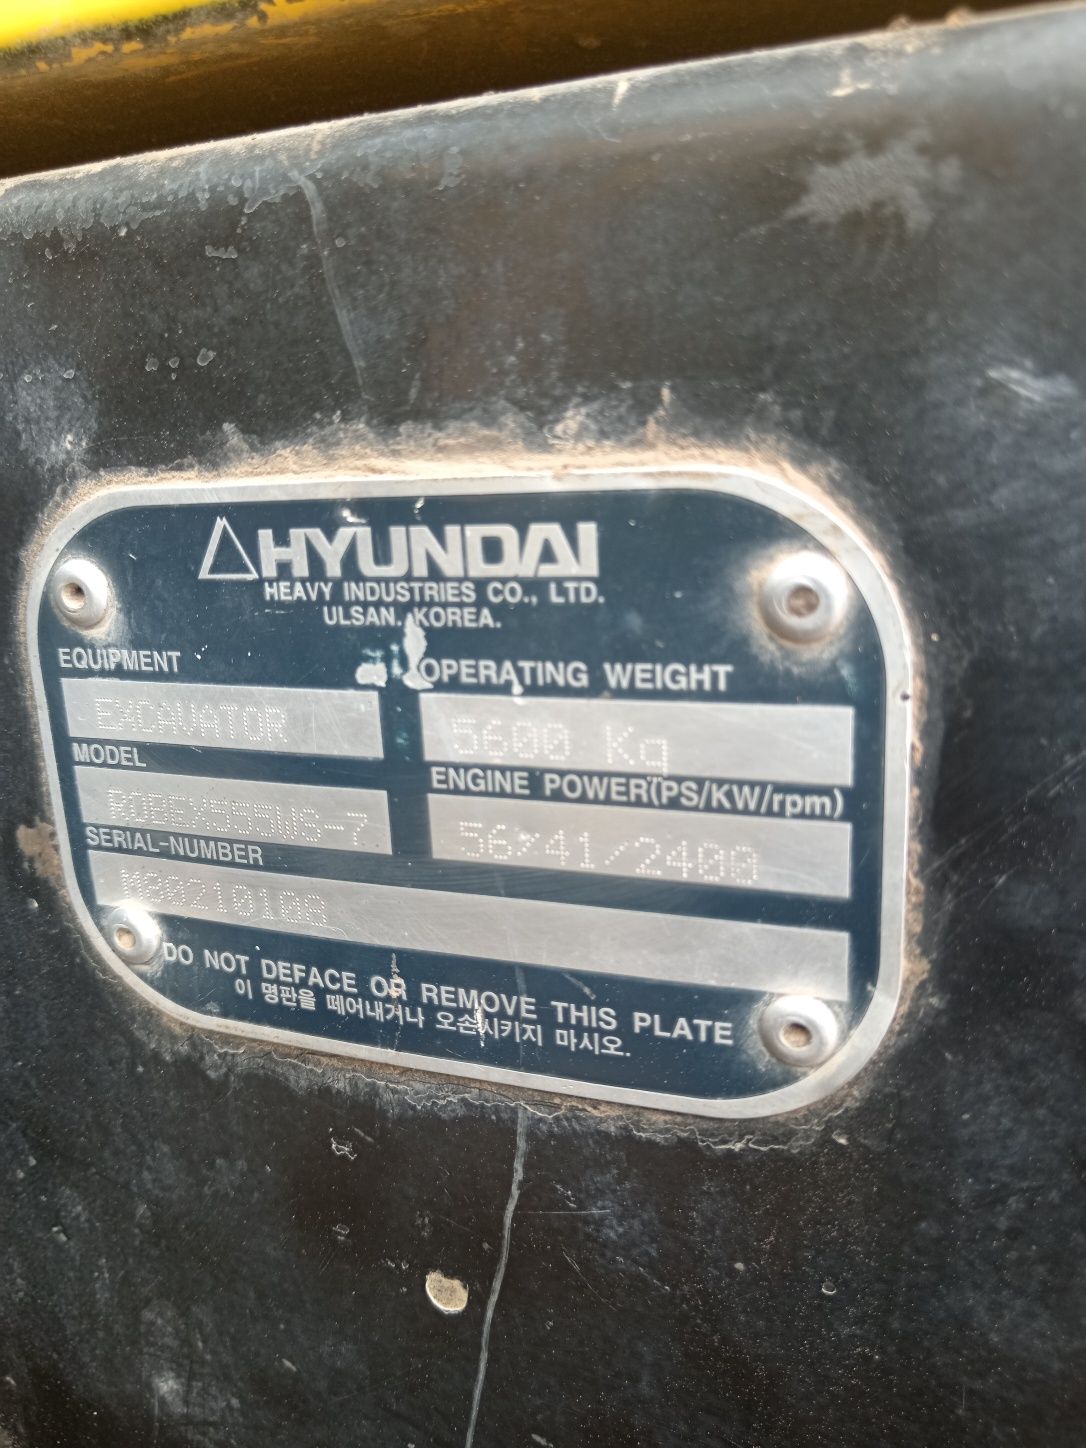 HYUNDAI
HEAVY INDUSTRIES CO., LTD.
ULSAN. KOREA.
EQUIPMENT
EXCAVATOR
OPERATING WEIGHT
5600 Kg
MODEL
ROBEX555WS-7
ENGINE POWER(PS/KW/rpm)
56/41/2400
SERIAL-NUMBER
DO NOT DEFACE OR REMOVE THIS PLATE
이 명판을 떼어내거나 오손시키지 마시오.